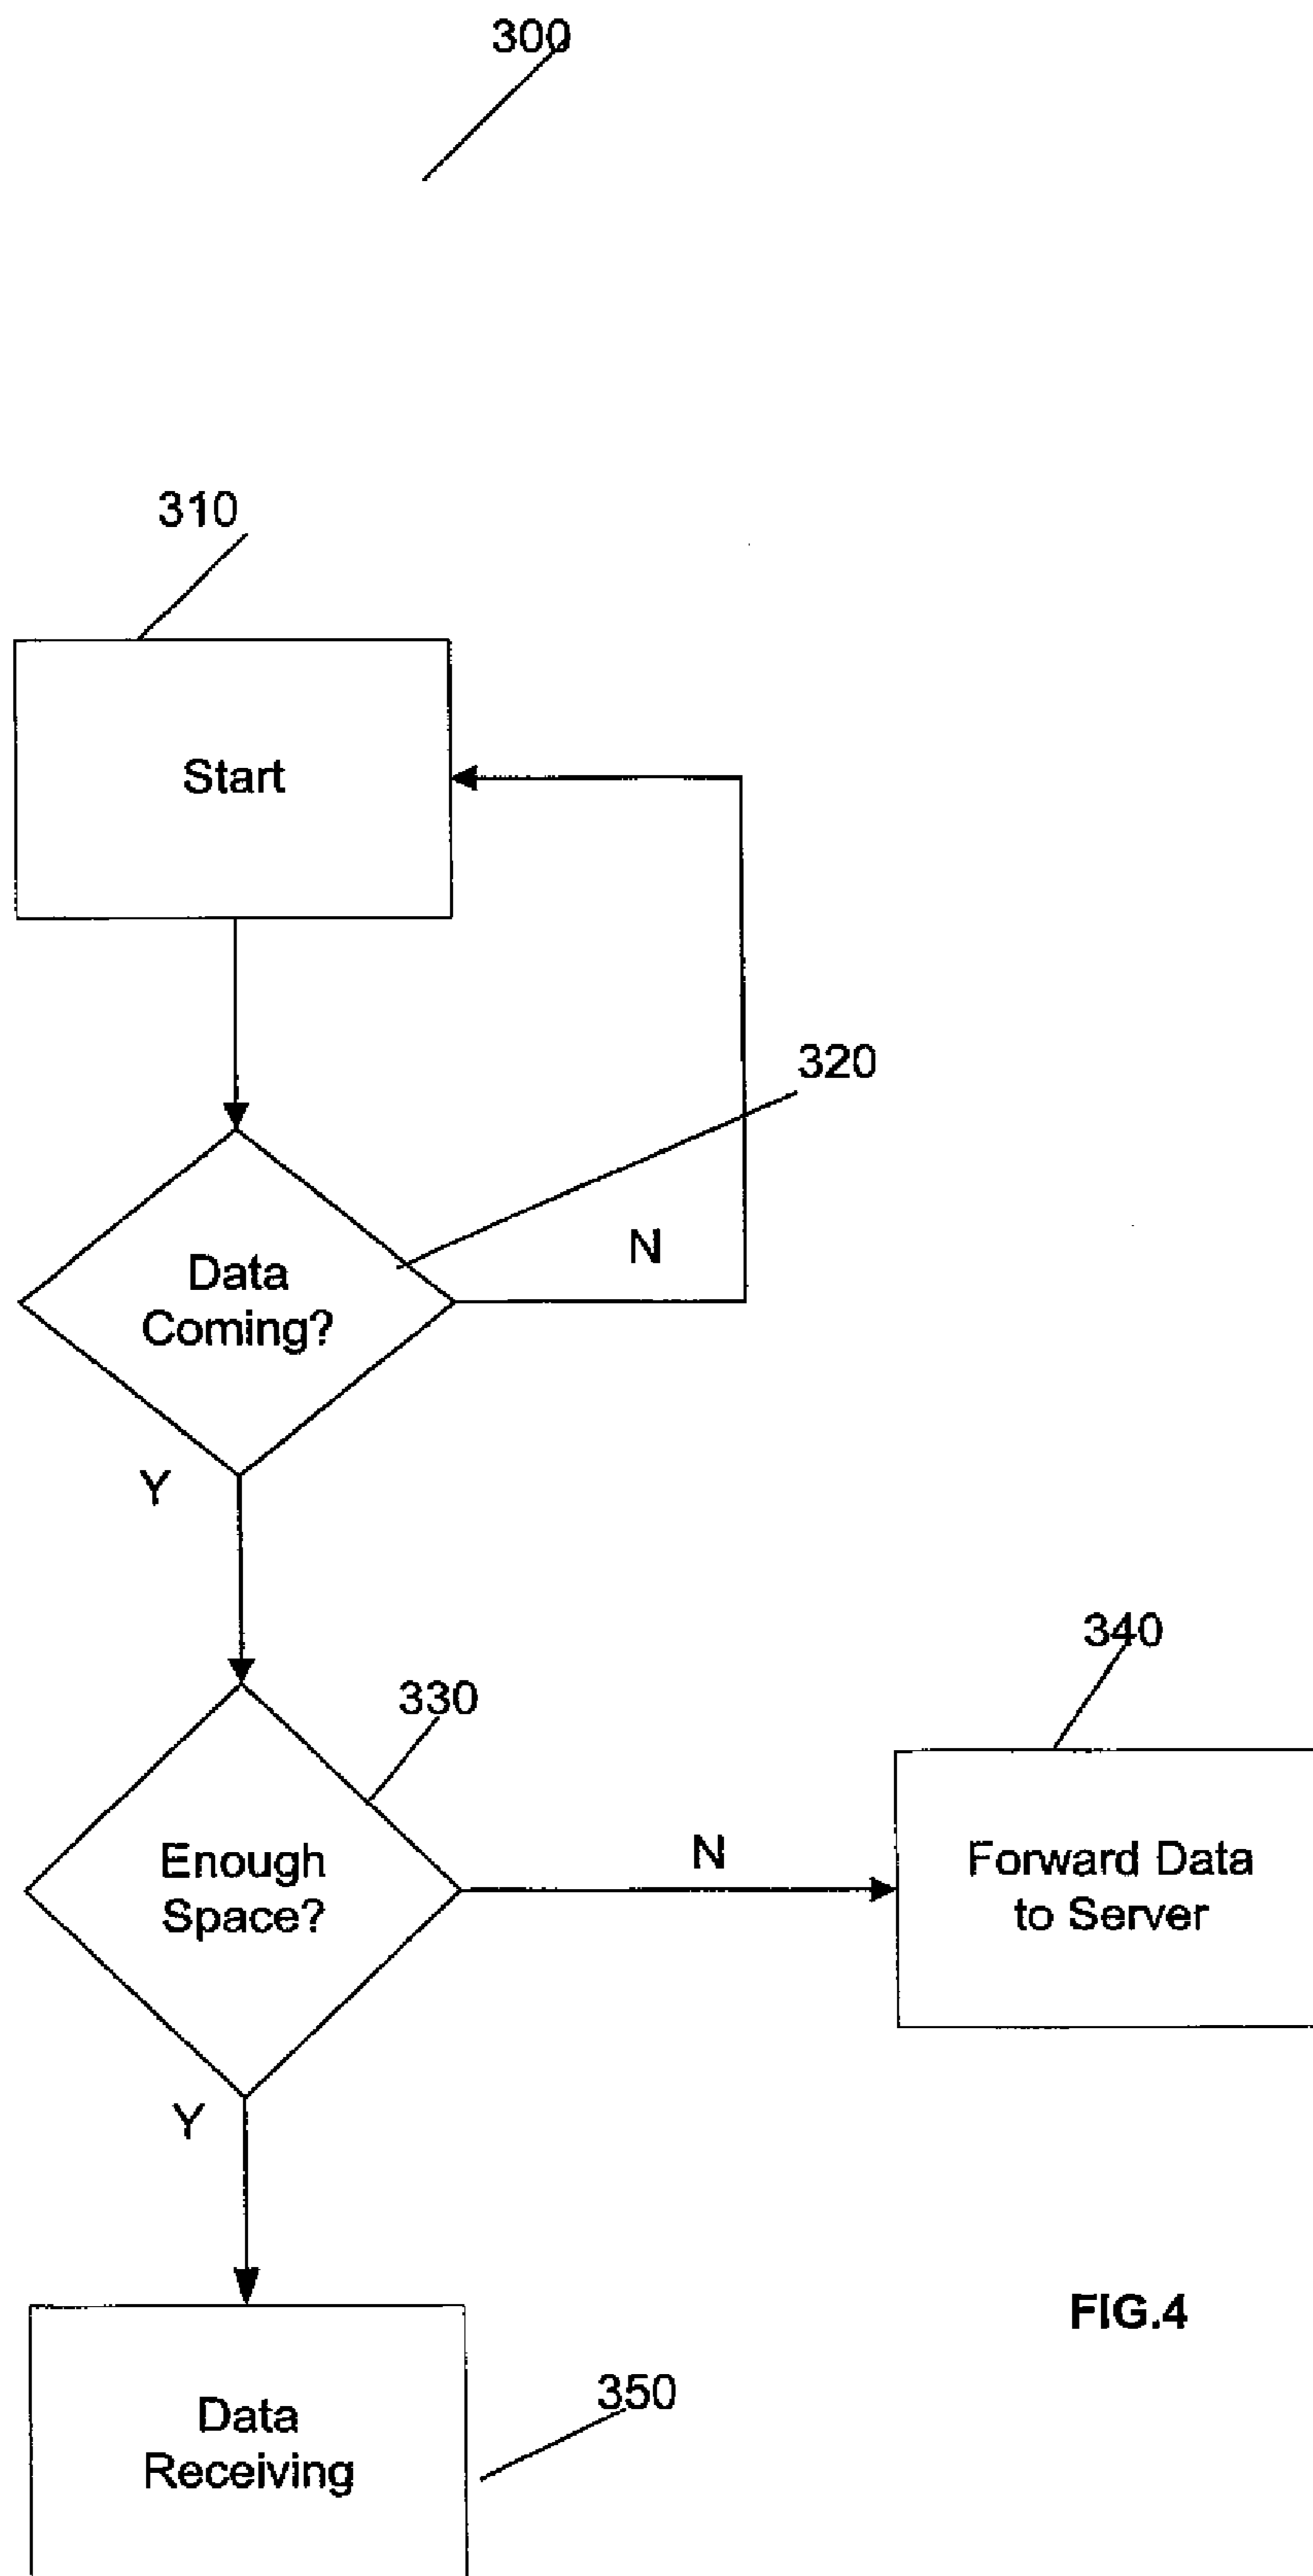 300
310
Start
320
Data
Coming?
N
Y
330
Enough
Space?
N
340
Forward Data
to Server
Y
350
Data
Receiving
FIG.4